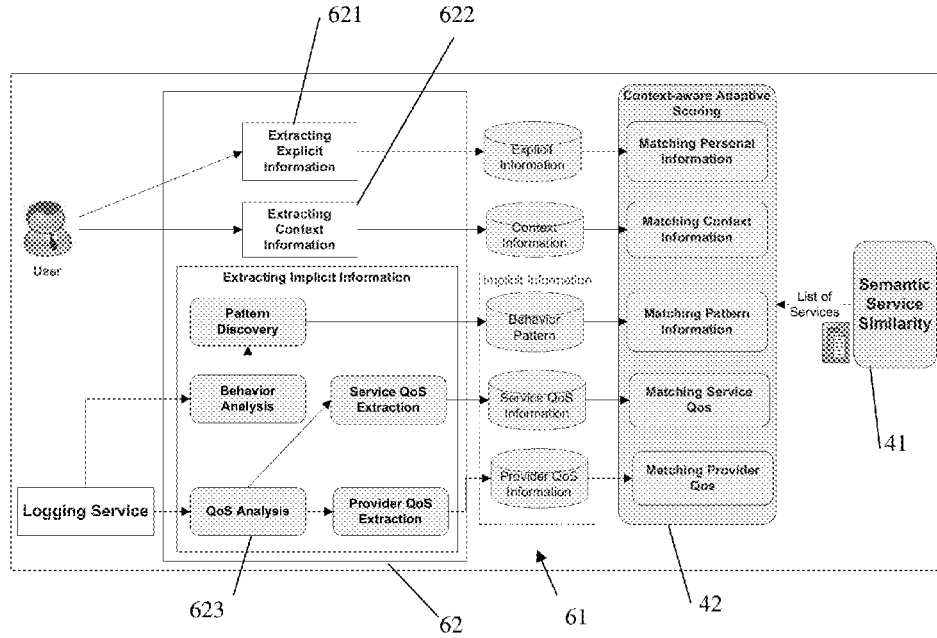 621
622
Context-aware Adaptive
Scoring
Extracting
Explicit
Information
Explicit
Information
Matching Personal
Information
Extracting
Context
Information
Context
Information
Matching Context
Information
User
Extracting Implicit Information
Implicit Information
Pattern
Discovery
Behavior
Pattern
Matching Pattern
Information
List of
Services
Semantic
Service
Similarity
Behavior
Analysis
Service QoS
Extraction
Service QoS
Information
Matching Service
Qos
41
Logging Service
QoS Analysis
Provider QoS
Extraction
Provider QoS
Information
Matching Provider
Qos
623
62
61
42